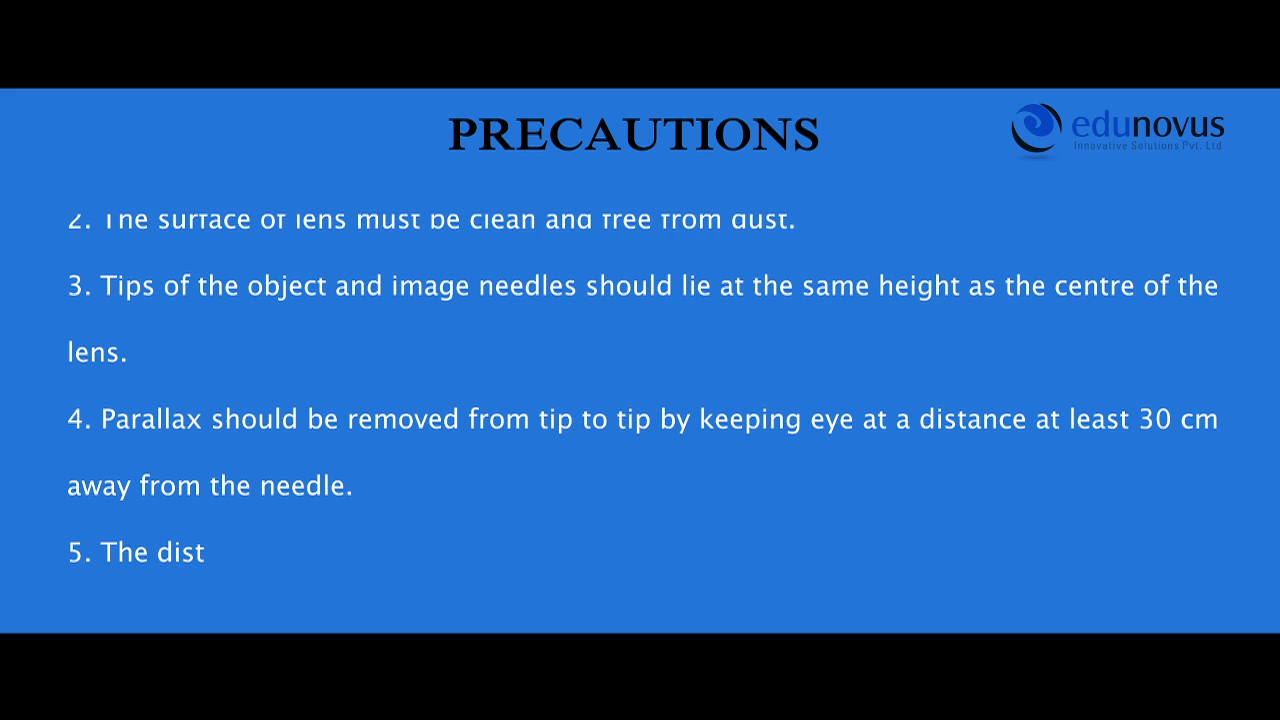 PRECAUTIONS
edunovus
Innovative Solutions Pvt. Ltd
2. The surface of lens must be clean and free from dust.
3. Tips of the object and image needles should lie at the same height as the centre of the
lens.
4. Parallax should be removed from tip to tip by keeping eye at a distance at least 30 cm
away from the needle.
5. The dist